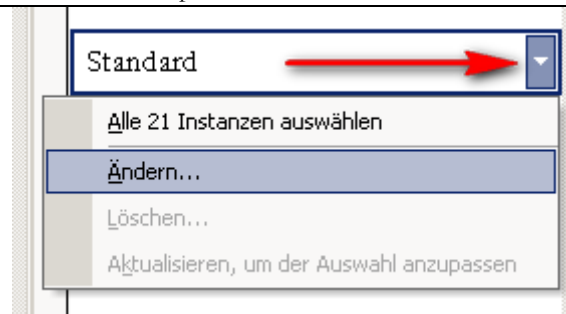 Standard
Alle 21 Instanzen auswählen
Ändern...
Löschen...
Aktualisieren, um der Auswahl anzupassen